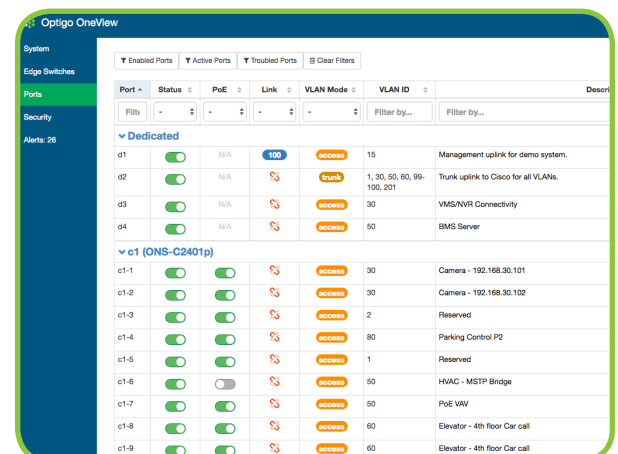 Optigo OneView
System
Edge Switches
Ports
Security
Alerts: 26
Enabled Ports Active Ports Troubled Ports Clear Filters
Port Status PoE Link VLAN Mode VLAN ID
- - - - Filter by... Filter by...
Dedicated
d1 N/A 100 access 15 Management uplink for demo system.
d2 N/A trunk 1, 30, 50, 60, 99-
100, 201 Trunk uplink to Cisco for all VLANs.
d3 N/A access 30 VMS/NVR Connectivity
d4 N/A access 50 BMS Server
c1 (ONS-C2401p)
c1-1 access 30 Camera - 192.168.30.101
c1-2 access 30 Camera - 192.168.30.102
c1-3 access 2 Reserved
c1-4 access 80 Parking Control P2
c1-5 access 1 Reserved
c1-6 access 50 HVAC - MSTP Bridge
c1-7 access 50 PoE VAV
c1-8 access 60 Elevator - 4th floor Car call
c1-9 access 60 Elevator - 4th floor Car call